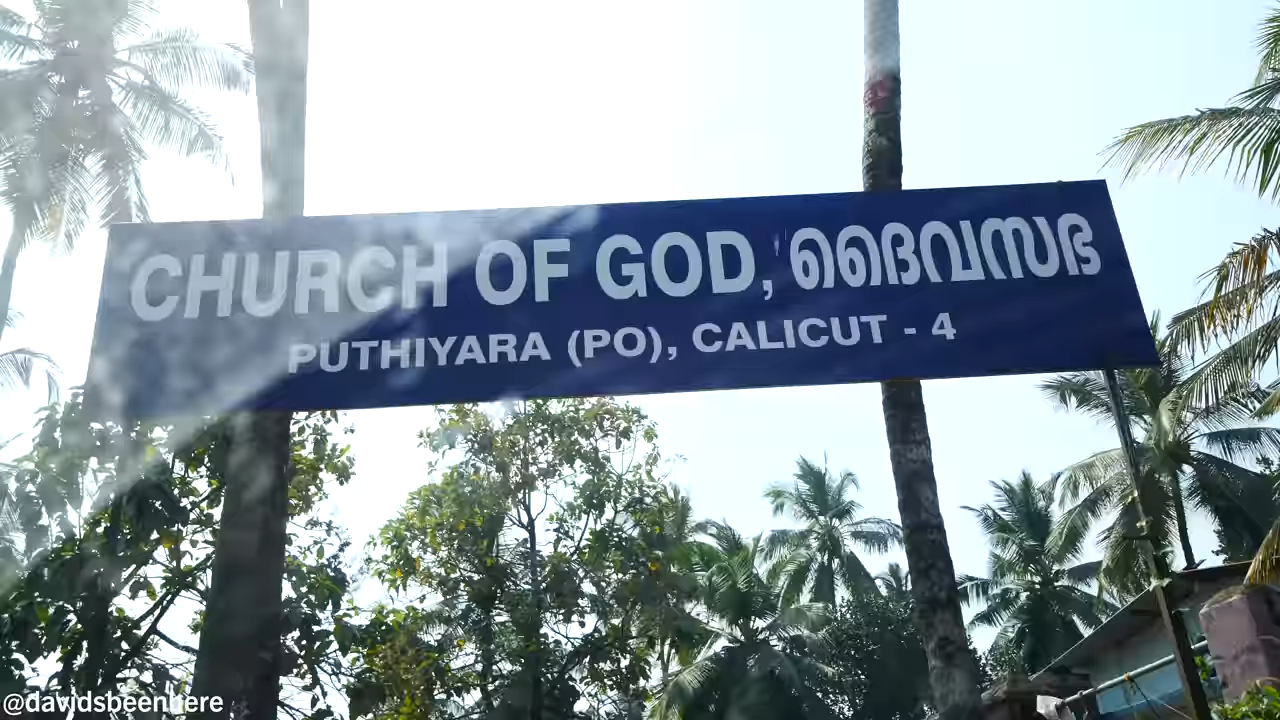 CHURCH OF GOD, ദൈവസഭ
PUTHIYARA (PO), CALICUT - 4
@davidsbeenhere